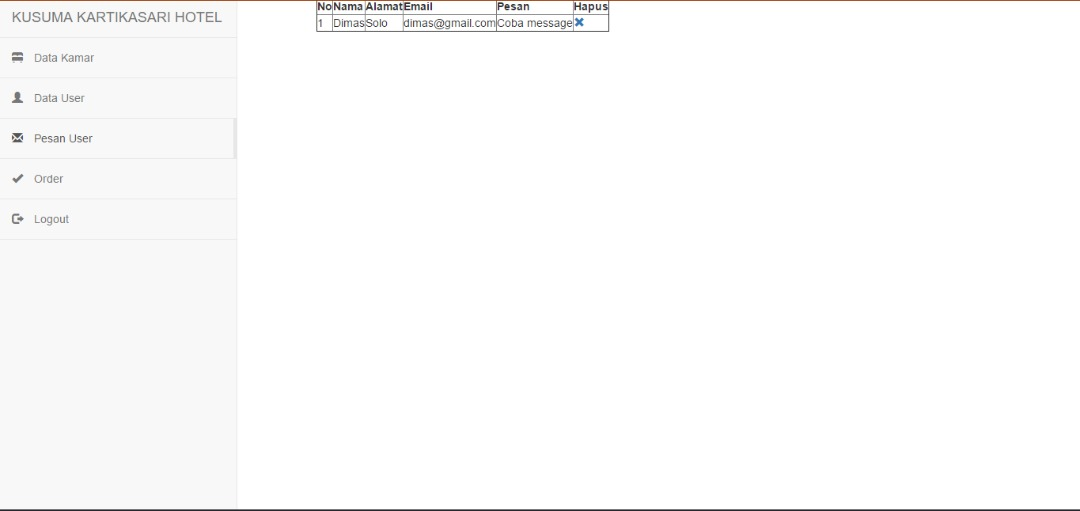 KUSUMA KARTIKASARI HOTEL
Data Kamar
Data User
Pesan User
Order
Logout
No Nama Alamat Email Pesan Hapus
1 Dimas Solo dimas@gmail.com Coba message